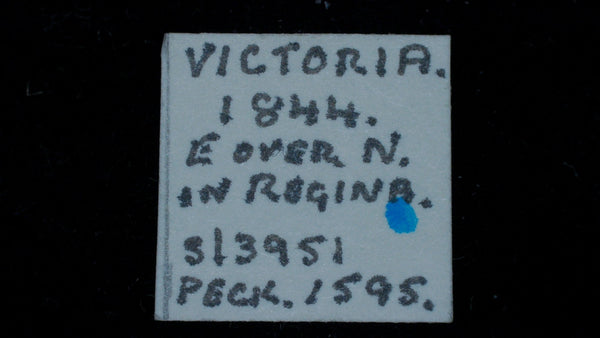 VICTORIA.
1844.
E OVER N.
IN REGINA.
S13951
PECK. 1595.